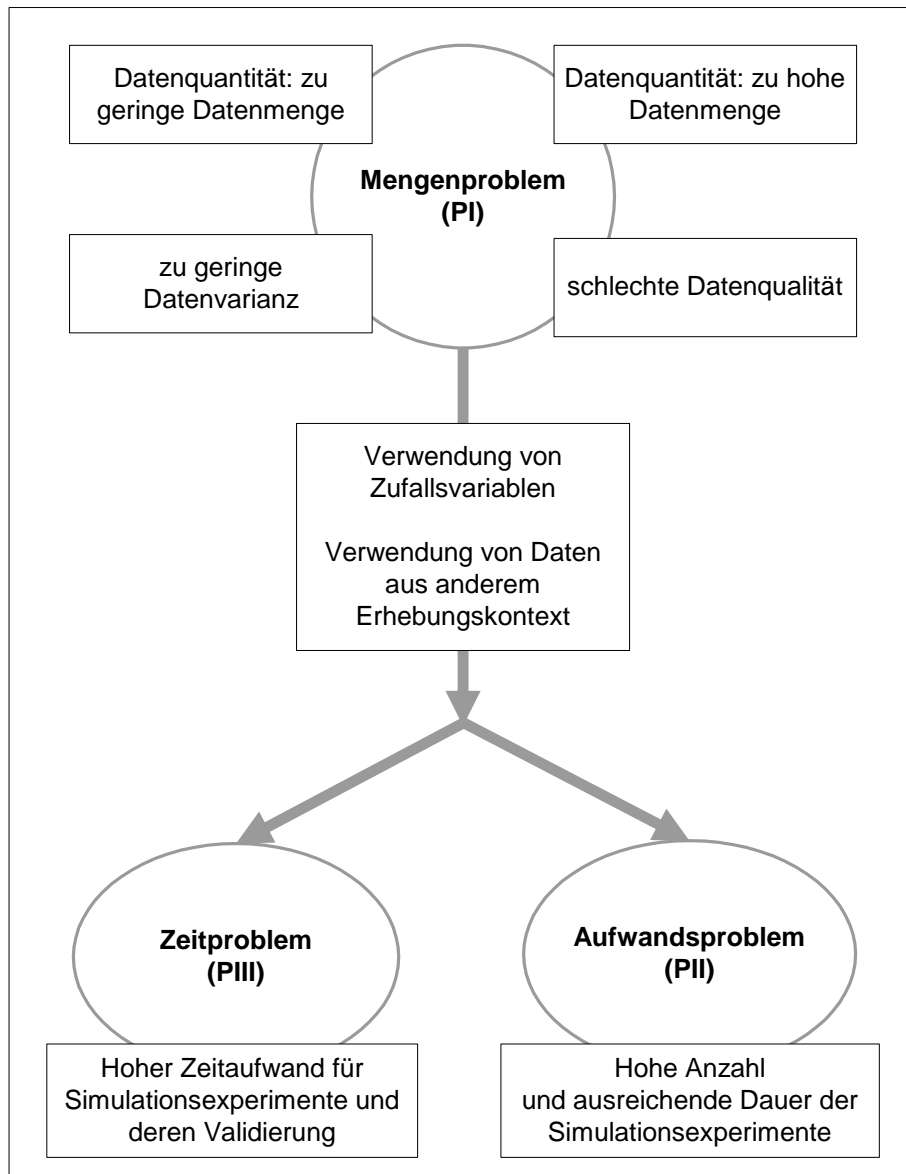 Datenquantität: zu
geringe Datenmenge
Datenquantität: zu hohe
Datenmenge
Mengenproblem
(PI)
zu geringe
Datenvarianz
schlechte Datenqualität
Verwendung von
Zufallsvariablen
Verwendung von Daten
aus anderem
Erhebungskontext
Zeitproblem
(PIII)
Hoher Zeitaufwand für
Simulationsexperimente und
deren Validierung
Aufwandsproblem
(PII)
Hohe Anzahl
und ausreichende Dauer der
Simulationsexperimente